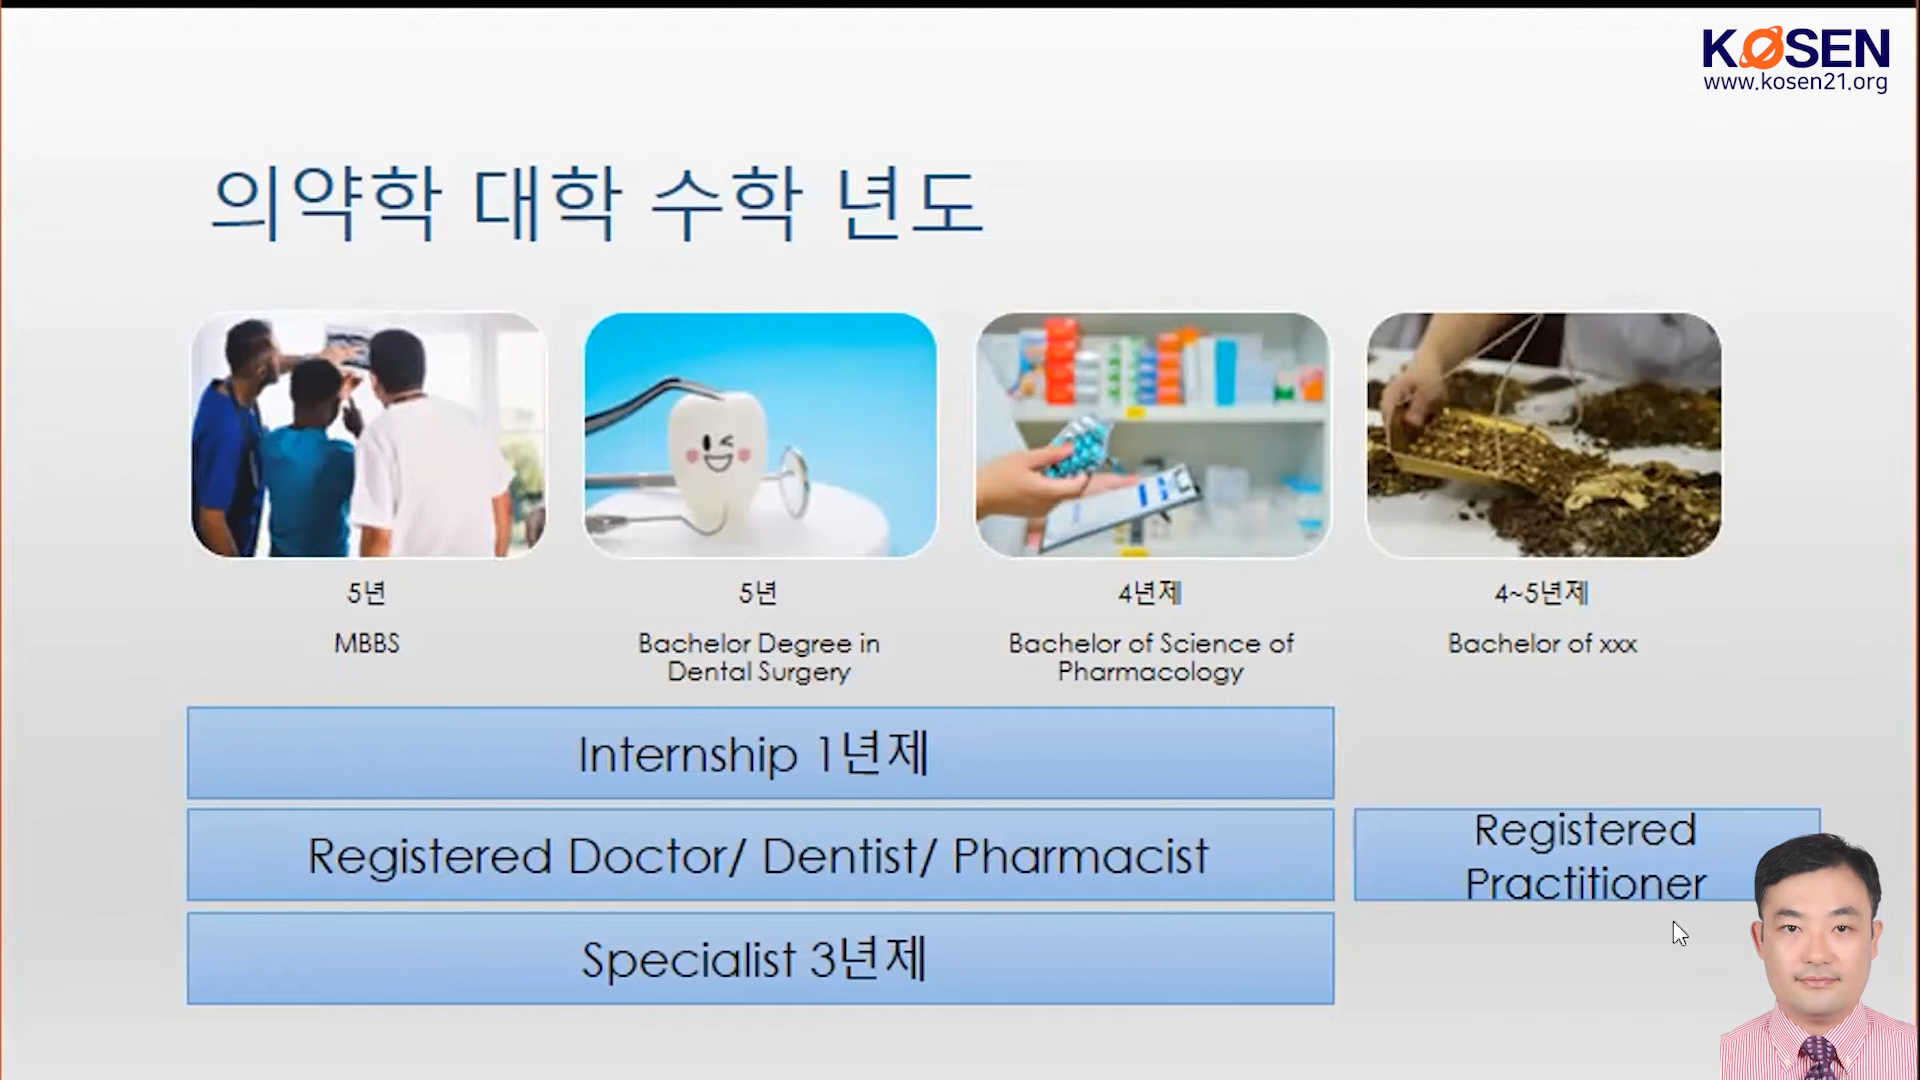 KOSEN
www.kosen21.org
의약학 대학 수학 년도
5년
MBBS
5년
Bachelor Degree in
Dental Surgery
4년제
Bachelor of Science of
Pharmacology
4~5년제
Bachelor of xxx
Internship 1년제
Registered Doctor/ Dentist/ Pharmacist
Registered
Practitioner
Specialist 3년제